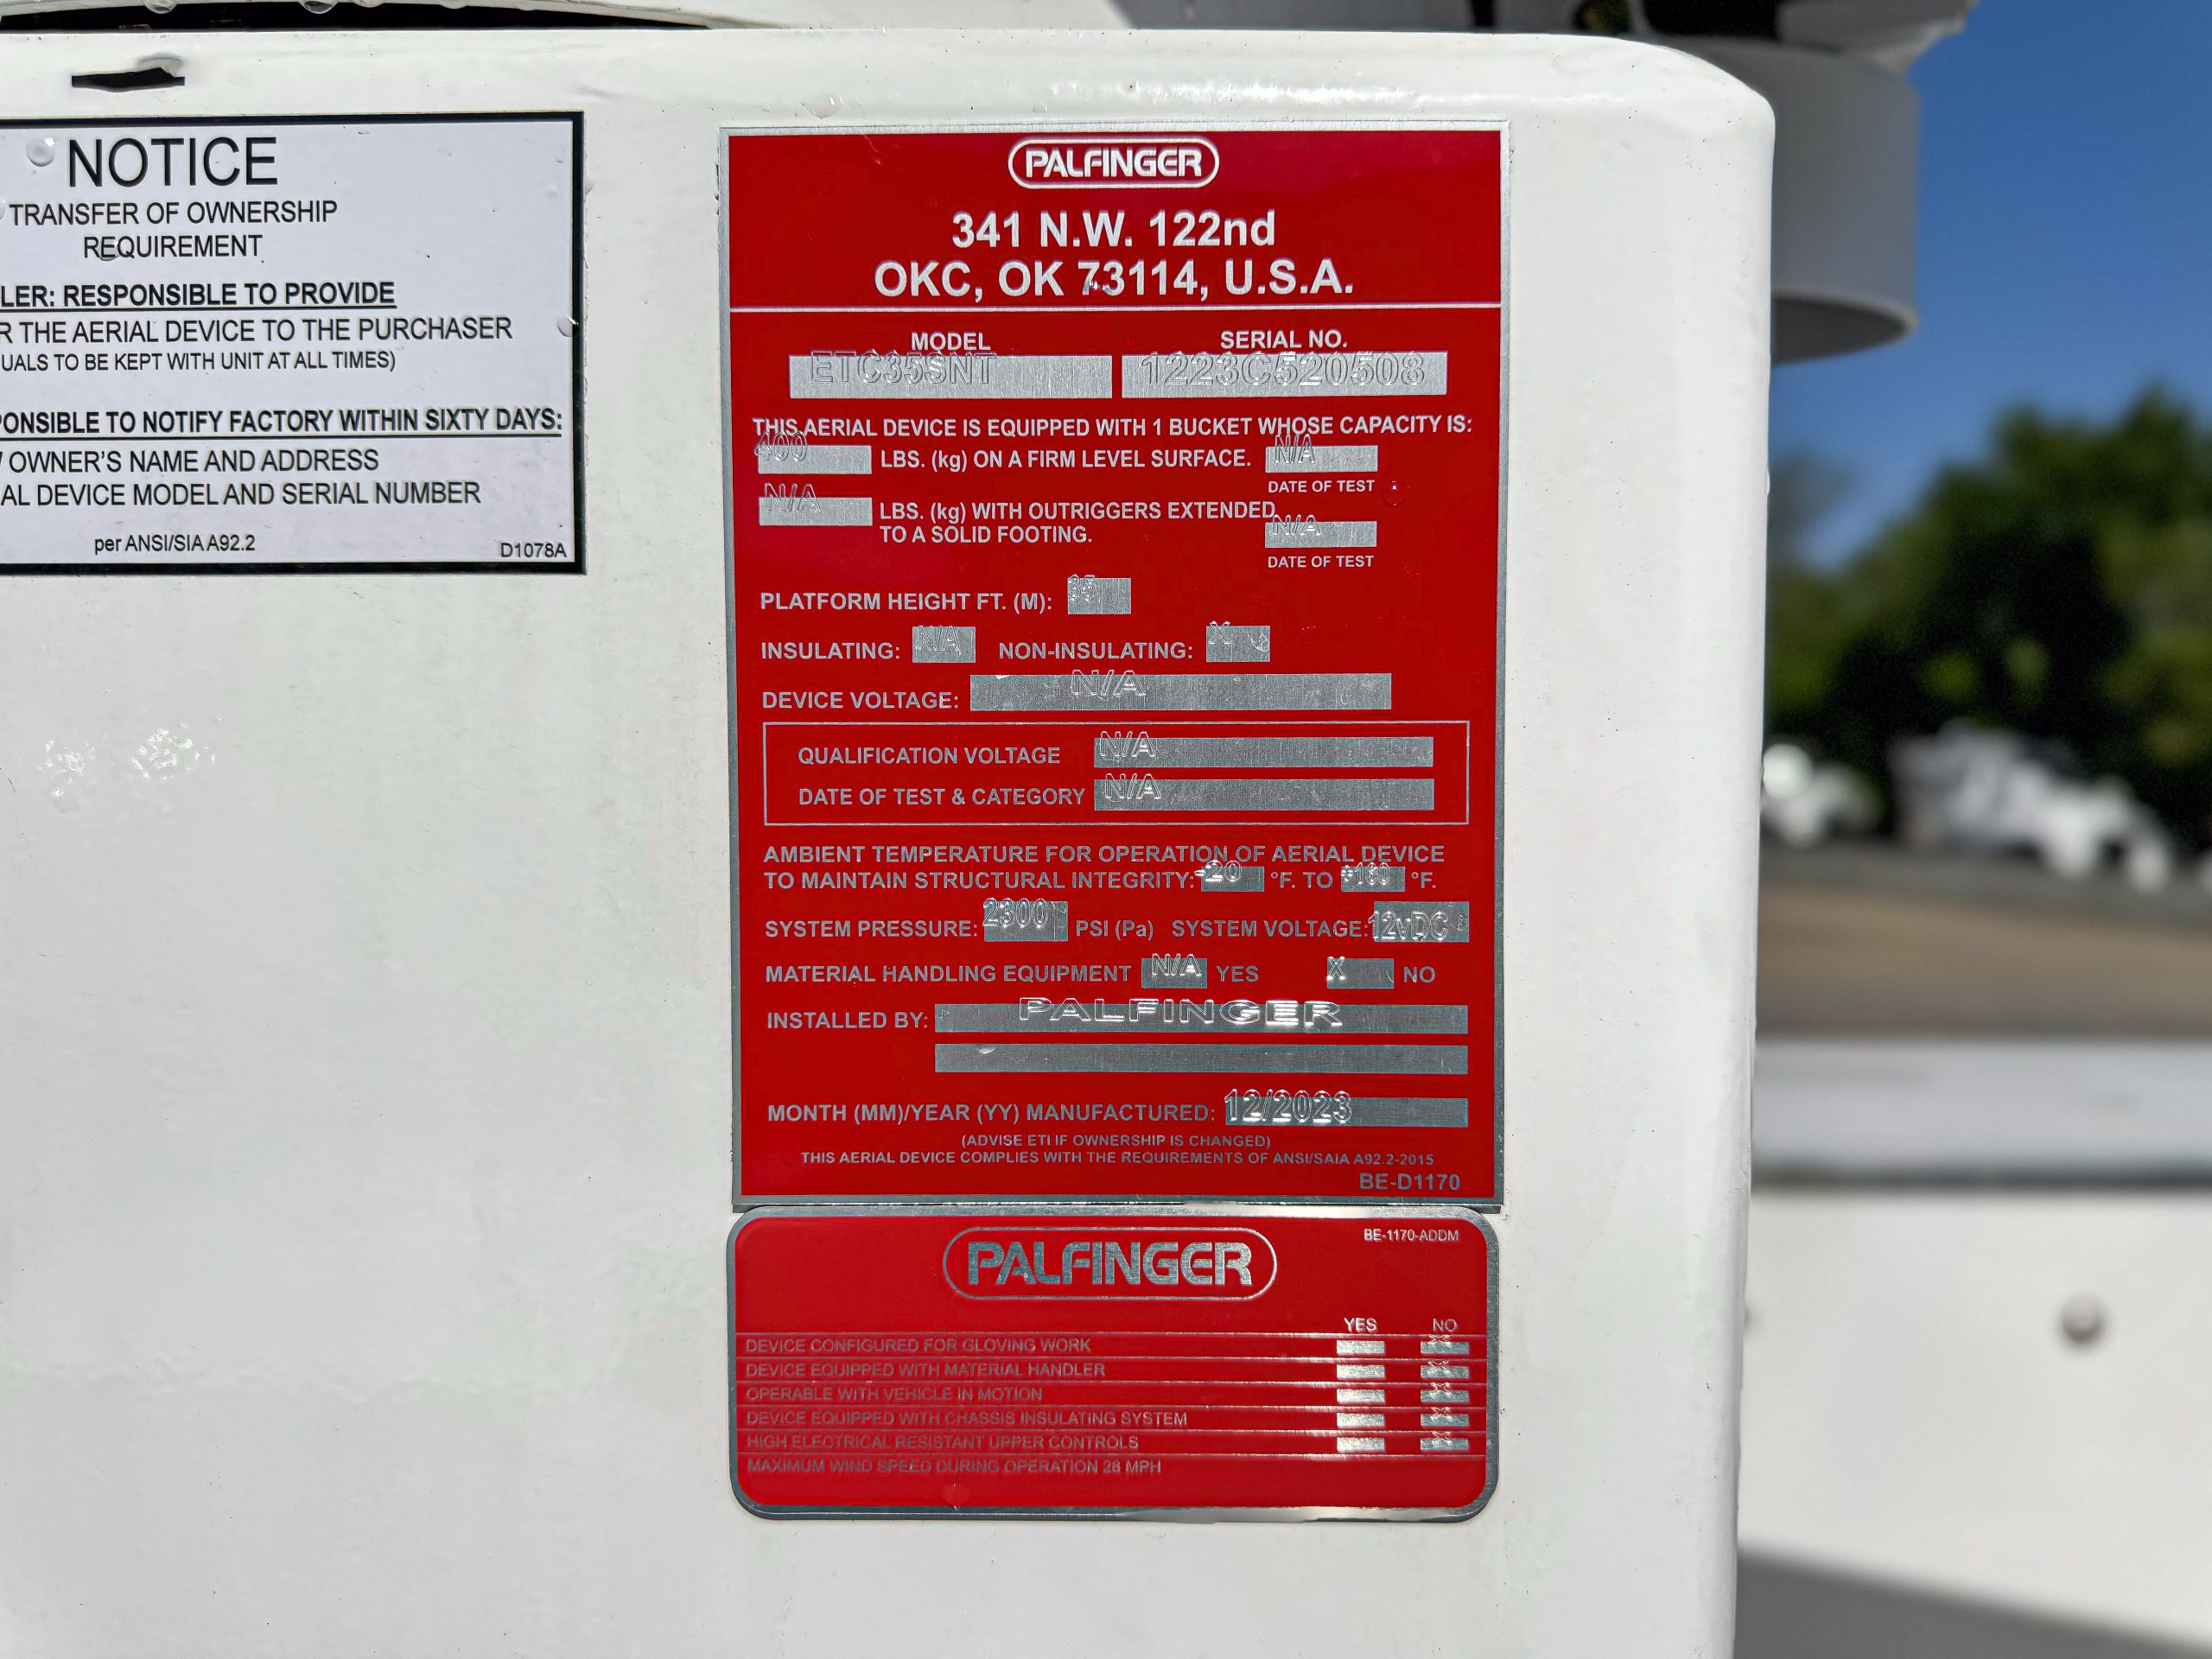 NOTICE
TRANSFER OF OWNERSHIP
REQUIREMENT
LER: RESPONSIBLE TO PROVIDE
R THE AERIAL DEVICE TO THE PURCHASER
UALS TO BE KEPT WITH UNIT AT ALL TIMES)
ONSIBLE TO NOTIFY FACTORY WITHIN SIXTY DAYS:
OWNER'S NAME AND ADDRESS
AL DEVICE MODEL AND SERIAL NUMBER
per ANSI/SIA A92.2
D1078A
PALFINGER
341 N.W. 122nd
OKC, OK 73114, U.S.A.
MODEL SERIAL NO.
ETC35SNT 1223C520508
THIS AERIAL DEVICE IS EQUIPPED WITH 1 BUCKET WHOSE CAPACITY IS:
400 LBS. (kg) ON A FIRM LEVEL SURFACE. N/A
DATE OF TEST
N/A LBS. (kg) WITH OUTRIGGERS EXTENDED
TO A SOLID FOOTING. N/A
DATE OF TEST
PLATFORM HEIGHT FT. (M): 35
INSULATING: N/A NON-INSULATING: X
DEVICE VOLTAGE: N/A
QUALIFICATION VOLTAGE N/A
DATE OF TEST & CATEGORY N/A
AMBIENT TEMPERATURE FOR OPERATION OF AERIAL DEVICE
TO MAINTAIN STRUCTURAL INTEGRITY: -20 °F. TO °F.
SYSTEM PRESSURE: 2300 PSI (Pa) SYSTEM VOLTAGE: 12VDC
MATERIAL HANDLING EQUIPMENT N/A YES X NO
INSTALLED BY: PALFINGER
MONTH (MM)/YEAR (YY) MANUFACTURED: 12/2023
(ADVISE ETI IF OWNERSHIP IS CHANGED)
THIS AERIAL DEVICE COMPLIES WITH THE REQUIREMENTS OF ANSI/SAIA A92.2-2015
BE-D1170
BE-1170-ADDM
PALFINGER
YES NO
DEVICE CONFIGURED FOR GLOVING WORK X
DEVICE EQUIPPED WITH MATERIAL HANDLER X
OPERABLE WITH VEHICLE IN MOTION X
DEVICE EQUIPPED WITH CHASSIS INSULATING SYSTEM X
HIGH ELECTRICAL RESISTANT UPPER CONTROLS X
MAXIMUM WIND SPEED DURING OPERATION 28 MPH